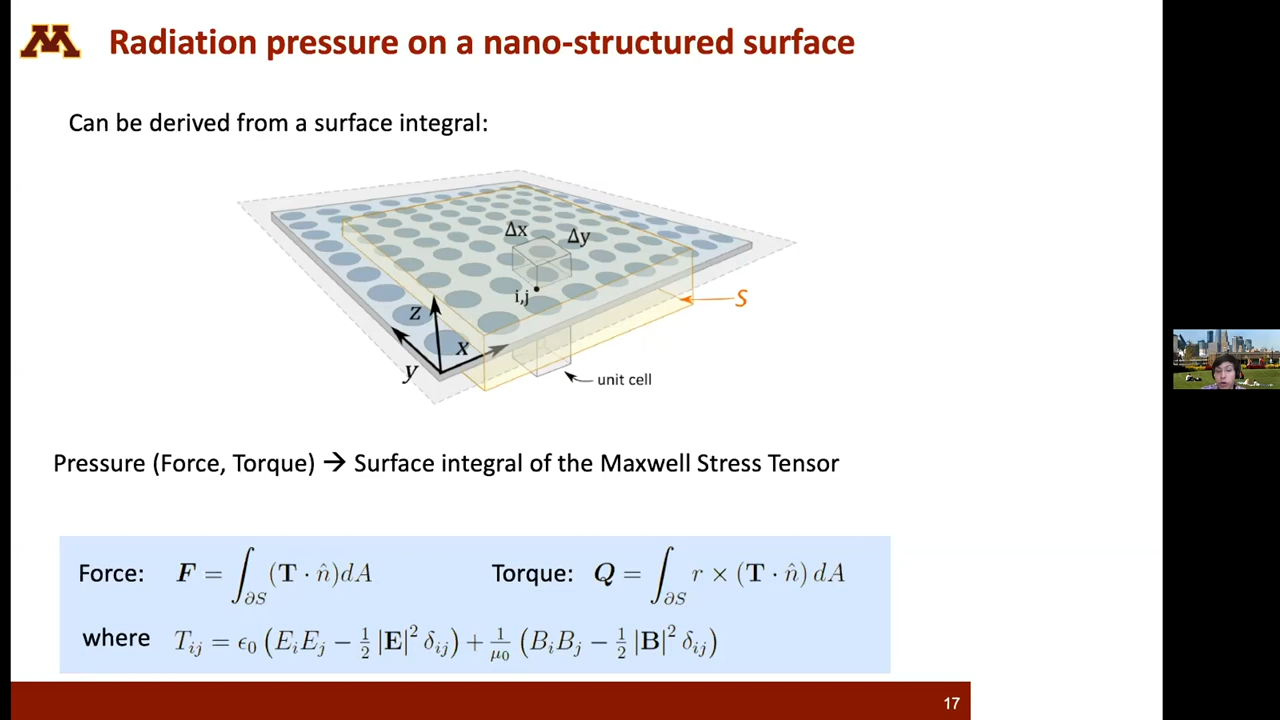 M
Radiation pressure on a nano-structured surface
Can be derived from a surface integral:
Δx
Δy
i,j
z
x
y
S
unit cell
Pressure (Force, Torque) → Surface integral of the Maxwell Stress Tensor
Force: F = ∫∂S (T · n̂)dA Torque: Q = ∫∂S r × (T · n̂) dA
where Tij = ϵ0 (EiEj − 1/2 |E|² δij) + 1/μ0 (BiBj − 1/2 |B|² δij)
17